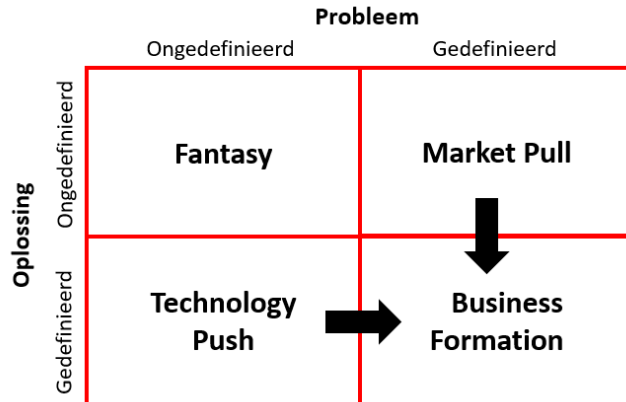 Probleem
Ongedefinieerd
Gedefinieerd
Oplossing
Ongedefinieerd
Fantasy
Market Pull
Gedefinieerd
Technology
Push
Business
Formation